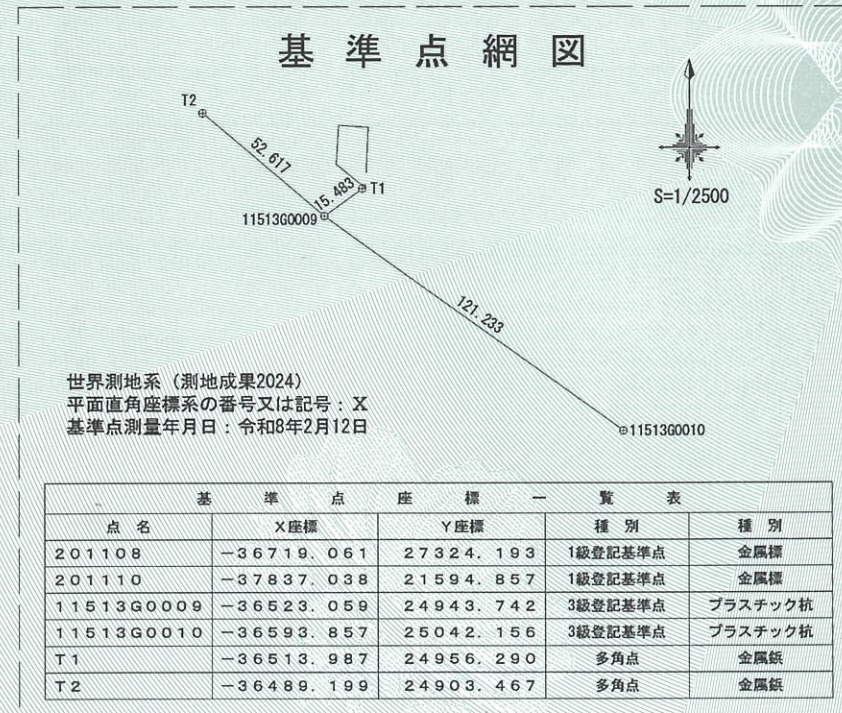 基準点網図
T2
52.617
15.483
T1
11513G0009
S=1/2500
121.233
11513G0010
世界測地系（測地成果2024）
平面直角座標系の番号又は記号：X
基準点測量年月日：令和8年2月12日
基準点座標一覧表
点名 X座標 Y座標 種別 種別
201108 -36719.061 27324.193 1級登記基準点 金属標
201110 -37837.038 21594.857 1級登記基準点 金属標
11513G0009 -36523.059 24943.742 3級登記基準点 プラスチック杭
11513G0010 -36593.857 25042.156 3級登記基準点 プラスチック杭
T1 -36513.987 24956.290 多角点 金属鋲
T2 -36489.199 24903.467 多角点 金属鋲